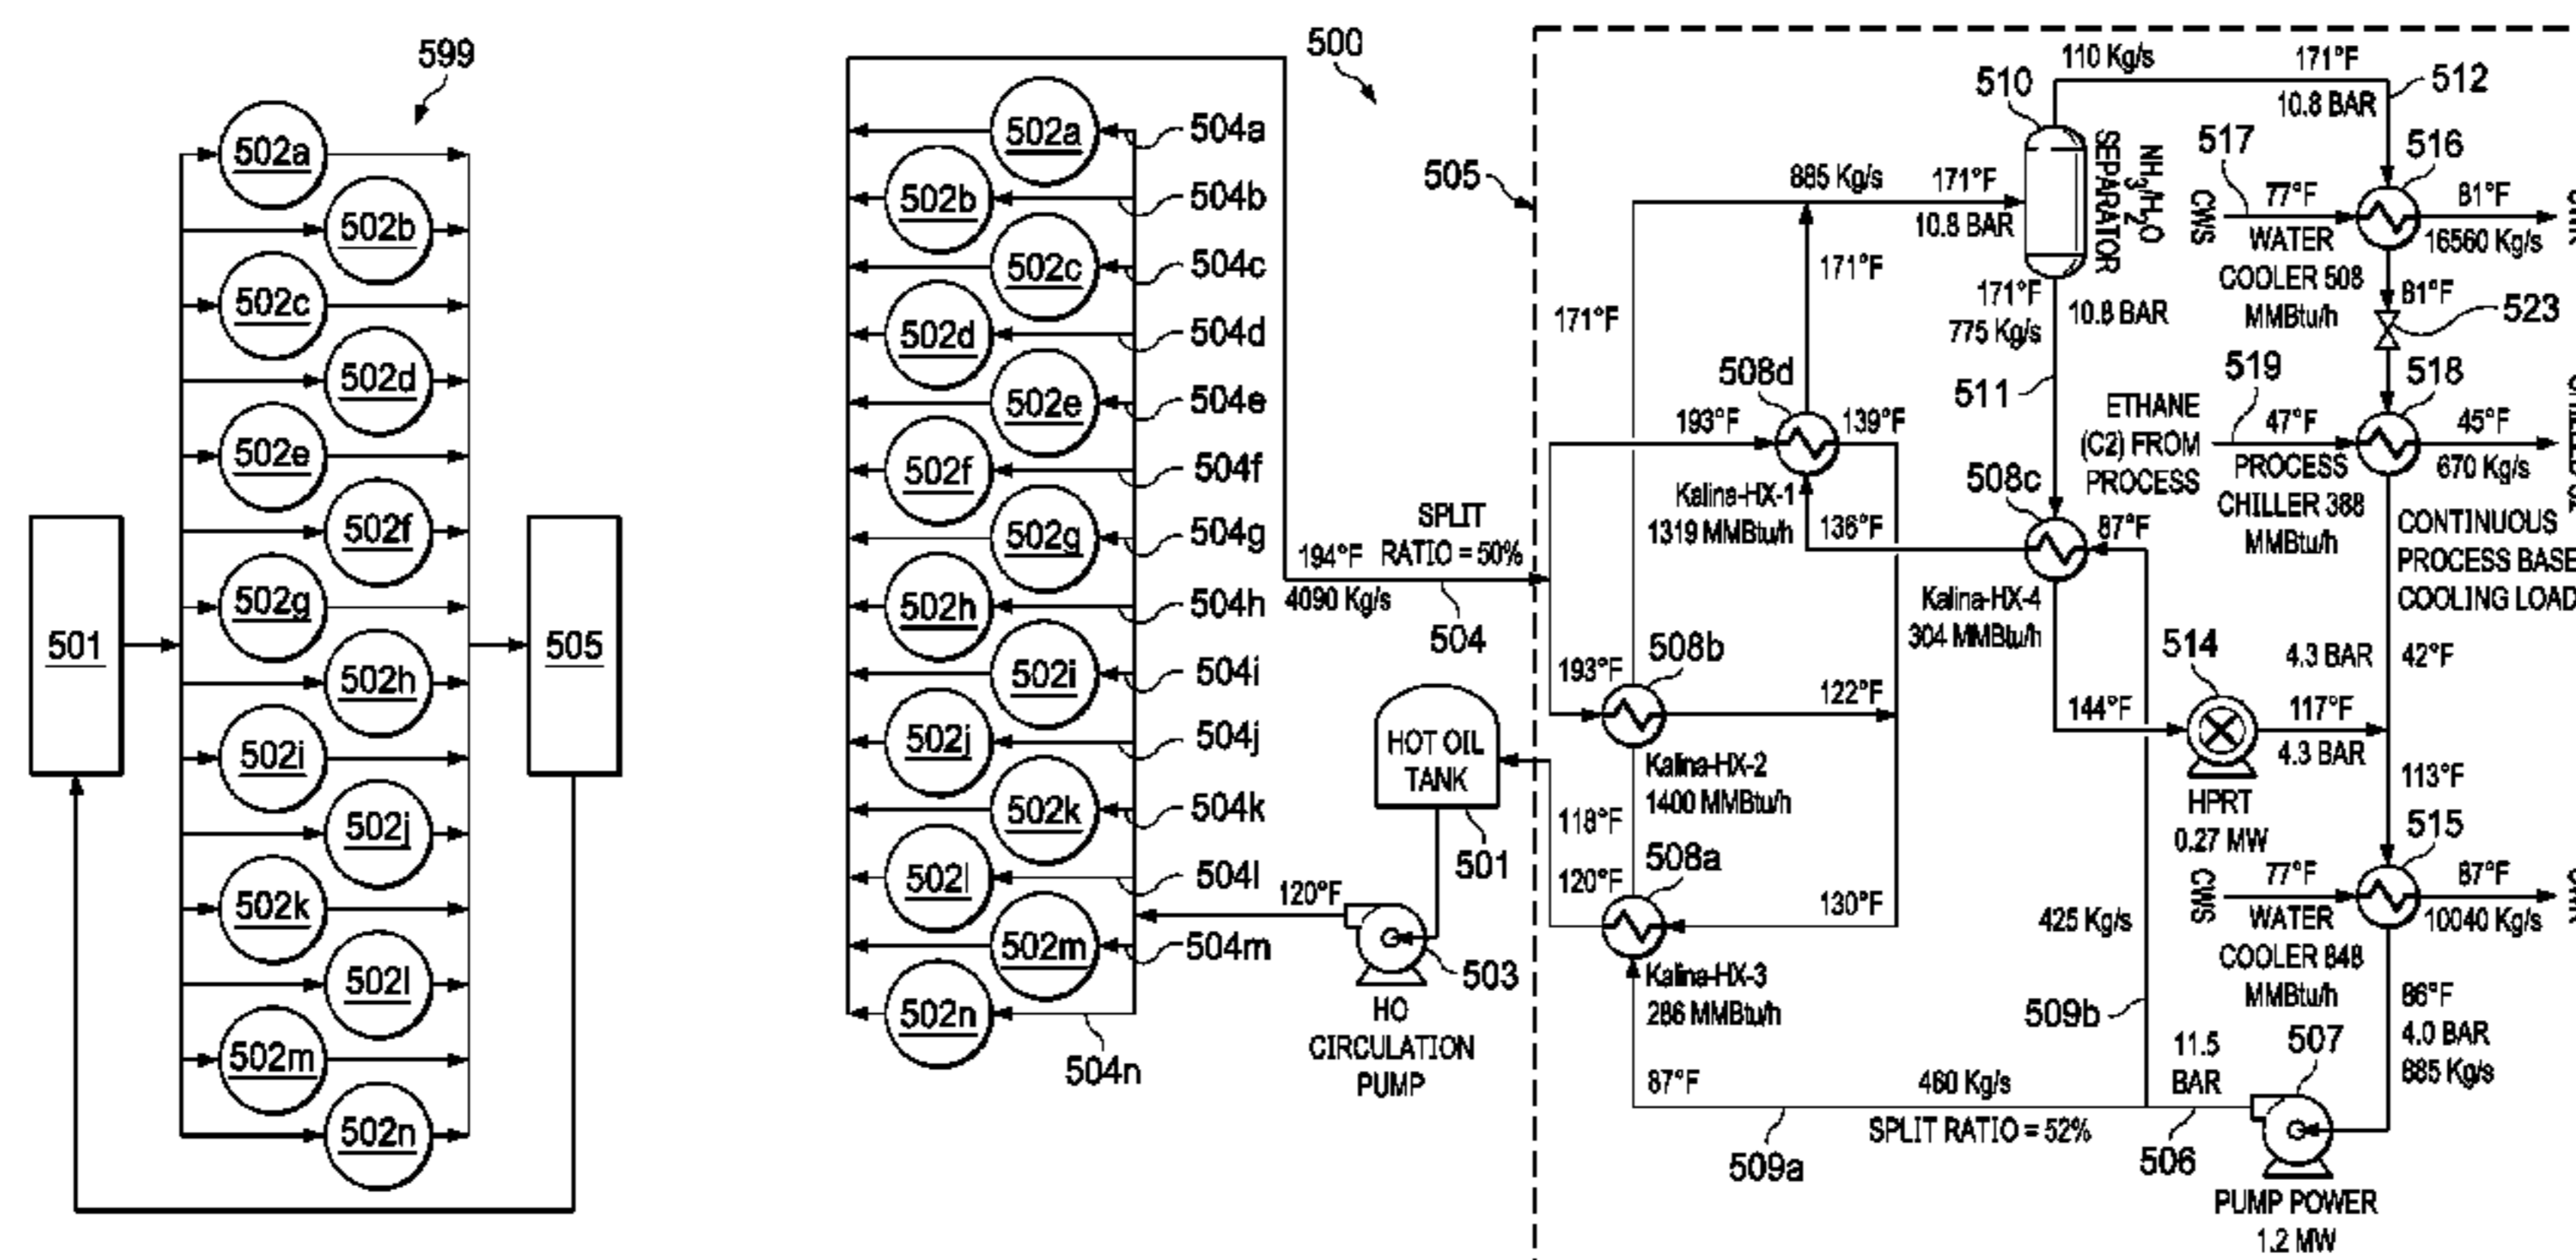 599
502a
502b
502c
502d
502e
502f
502g
502h
502i
502j
502k
502l
502m
502n
501
505
500
502a
502b
502c
502d
502e
502f
502g
502h
502i
502j
502k
502l
502m
502n
504a
504b
504c
504d
504e
504f
504g
504h
504i
504j
504k
504l
504m
504n
SPLIT
RATIO = 50%
194°F
4090 Kg/s
504
HOT OIL
TANK
501
120°F
503
HO
CIRCULATION
PUMP
505
885 Kg/s
171°F
10.8 BAR
171°F
171°F
508d
193°F
139°F
Kalina-HX-1
1319 MMBtu/h
136°F
193°F
508b
122°F
Kalina-HX-2
1400 MMBtu/h
118°F
508a
120°F
130°F
Kalina-HX-3
286 MMBtu/h
87°F
460 Kg/s
SPLIT RATIO = 52%
509a
110 Kg/s
171°F
10.8 BAR
512
510
NH3/H2O
SEPARATOR
171°F
775 Kg/s
10.8 BAR
511
508c
87°F
Kalina-HX-4
304 MMBtu/h
144°F
514
117°F
4.3 BAR
HPRT
0.27 MW
425 Kg/s
509b
517
CWS
77°F
WATER
COOLER 508
MMBtu/h
516
81°F
16560 Kg/s
81°F
523
519
ETHANE
(C2) FROM
PROCESS
47°F
PROCESS
CHILLER 388
MMBtu/h
518
45°F
670 Kg/s
CONTINUOUS
PROCESS BASE
COOLING LOAD
4.3 BAR
42°F
113°F
515
CWS
77°F
WATER
COOLER 848
MMBtu/h
87°F
10040 Kg/s
86°F
4.0 BAR
885 Kg/s
11.5
BAR
507
506
PUMP POWER
1.2 MW